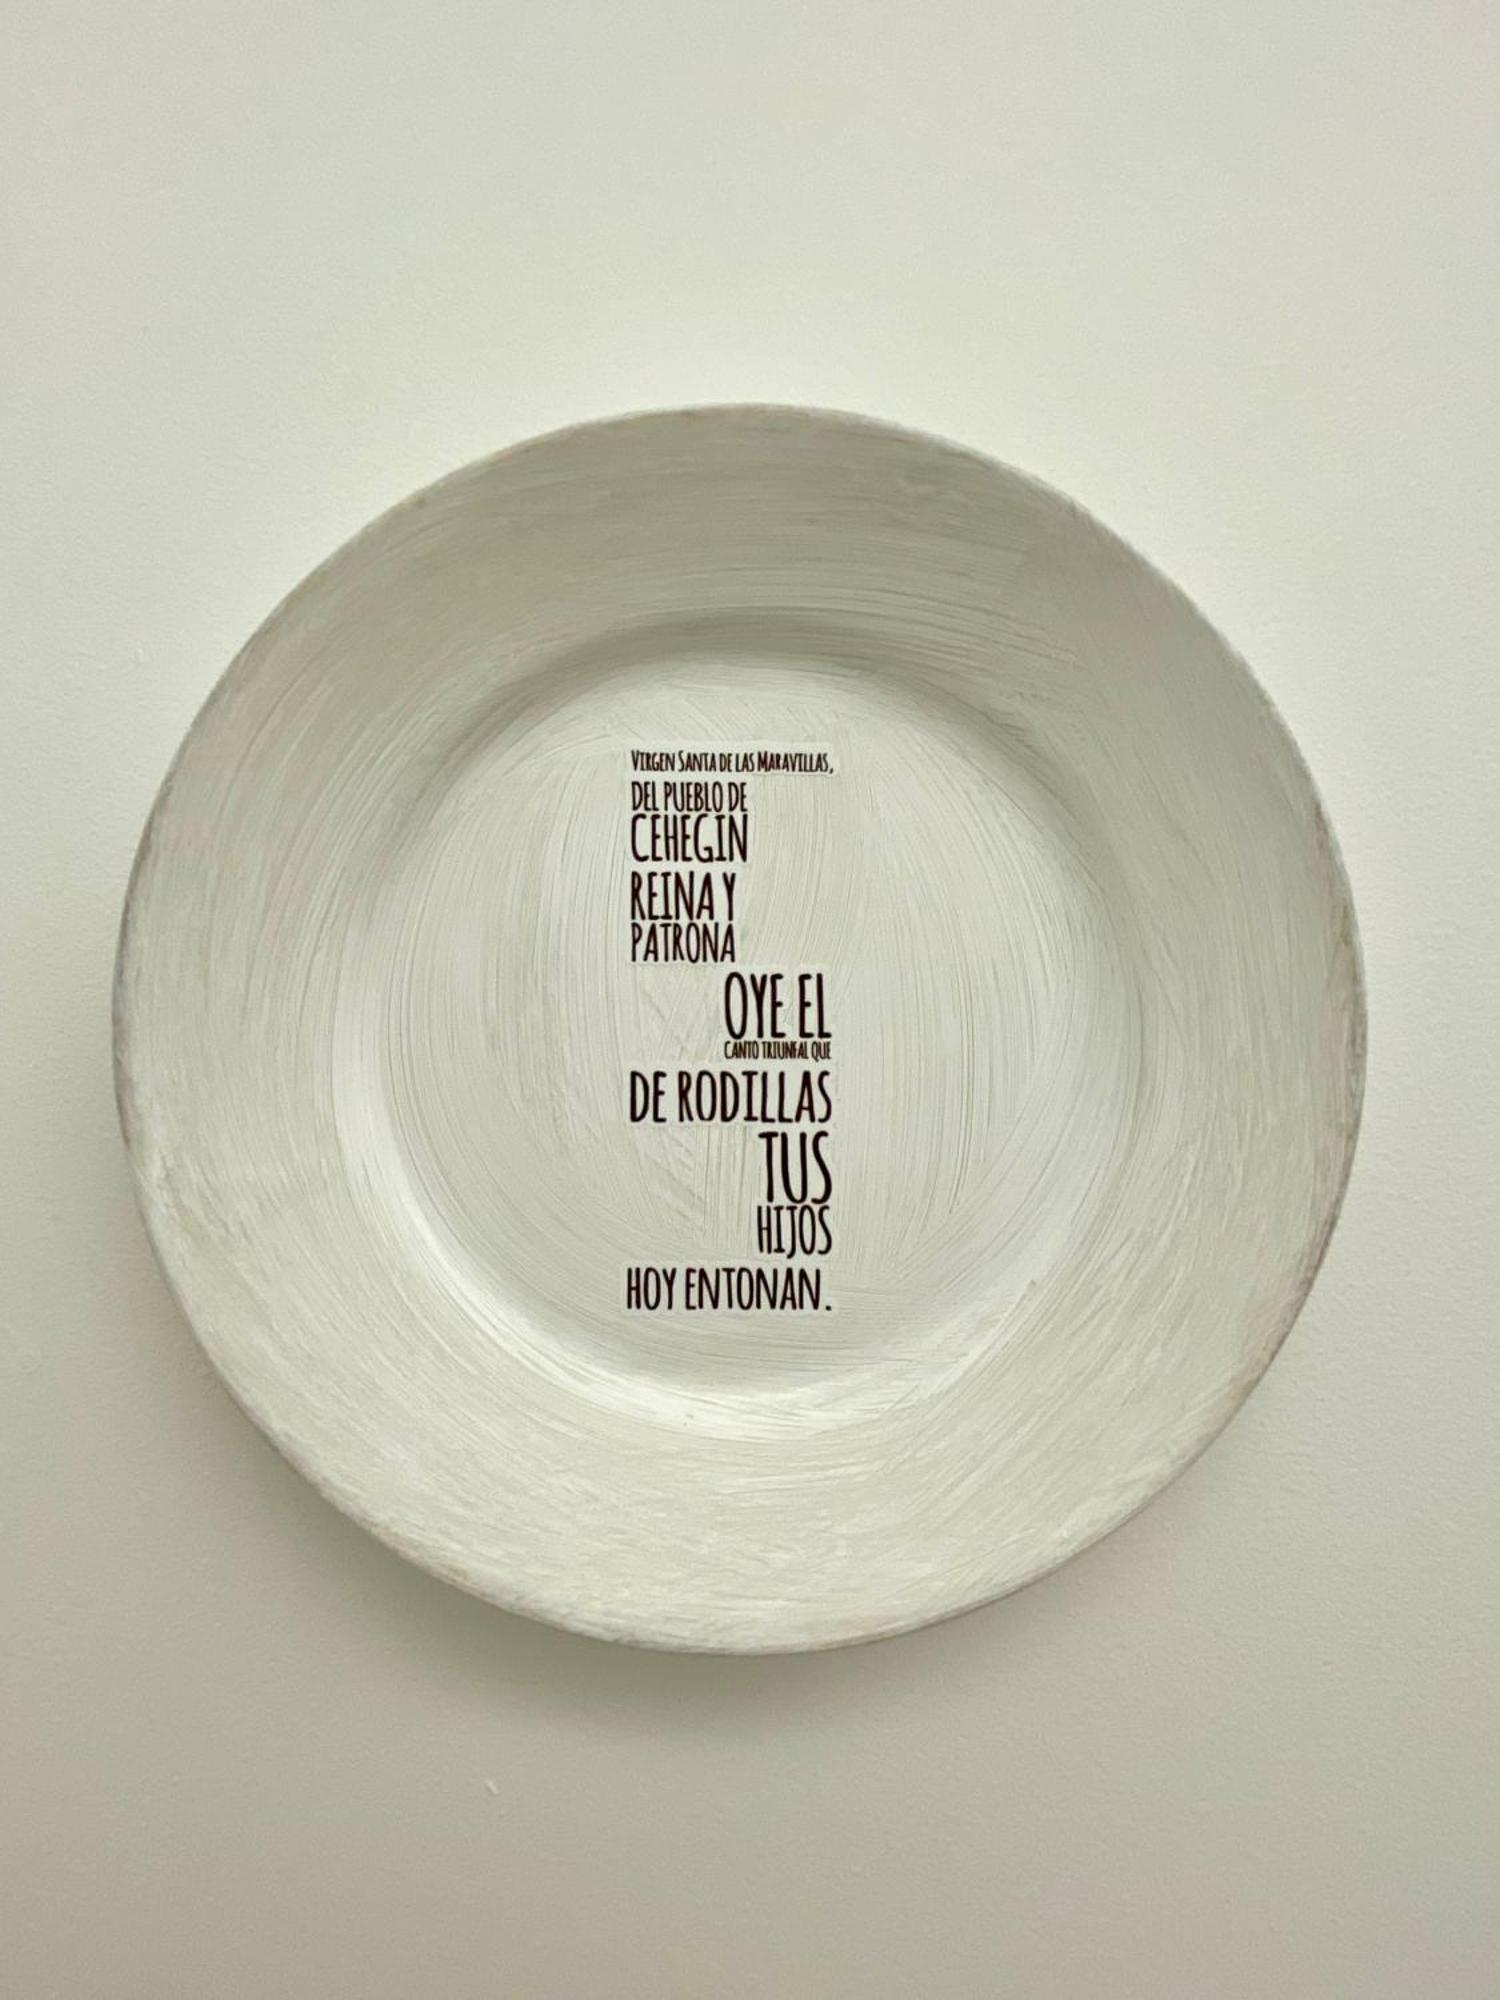 VIRGEN SANTA DE LAS MARAVILLAS,
DEL PUEBLO DE
CEHEGIN
REINA Y
PATRONA
OYE EL
CANTO TRIUNFAL QUE
DE RODILLAS
TUS
HIJOS
HOY ENTONAN.